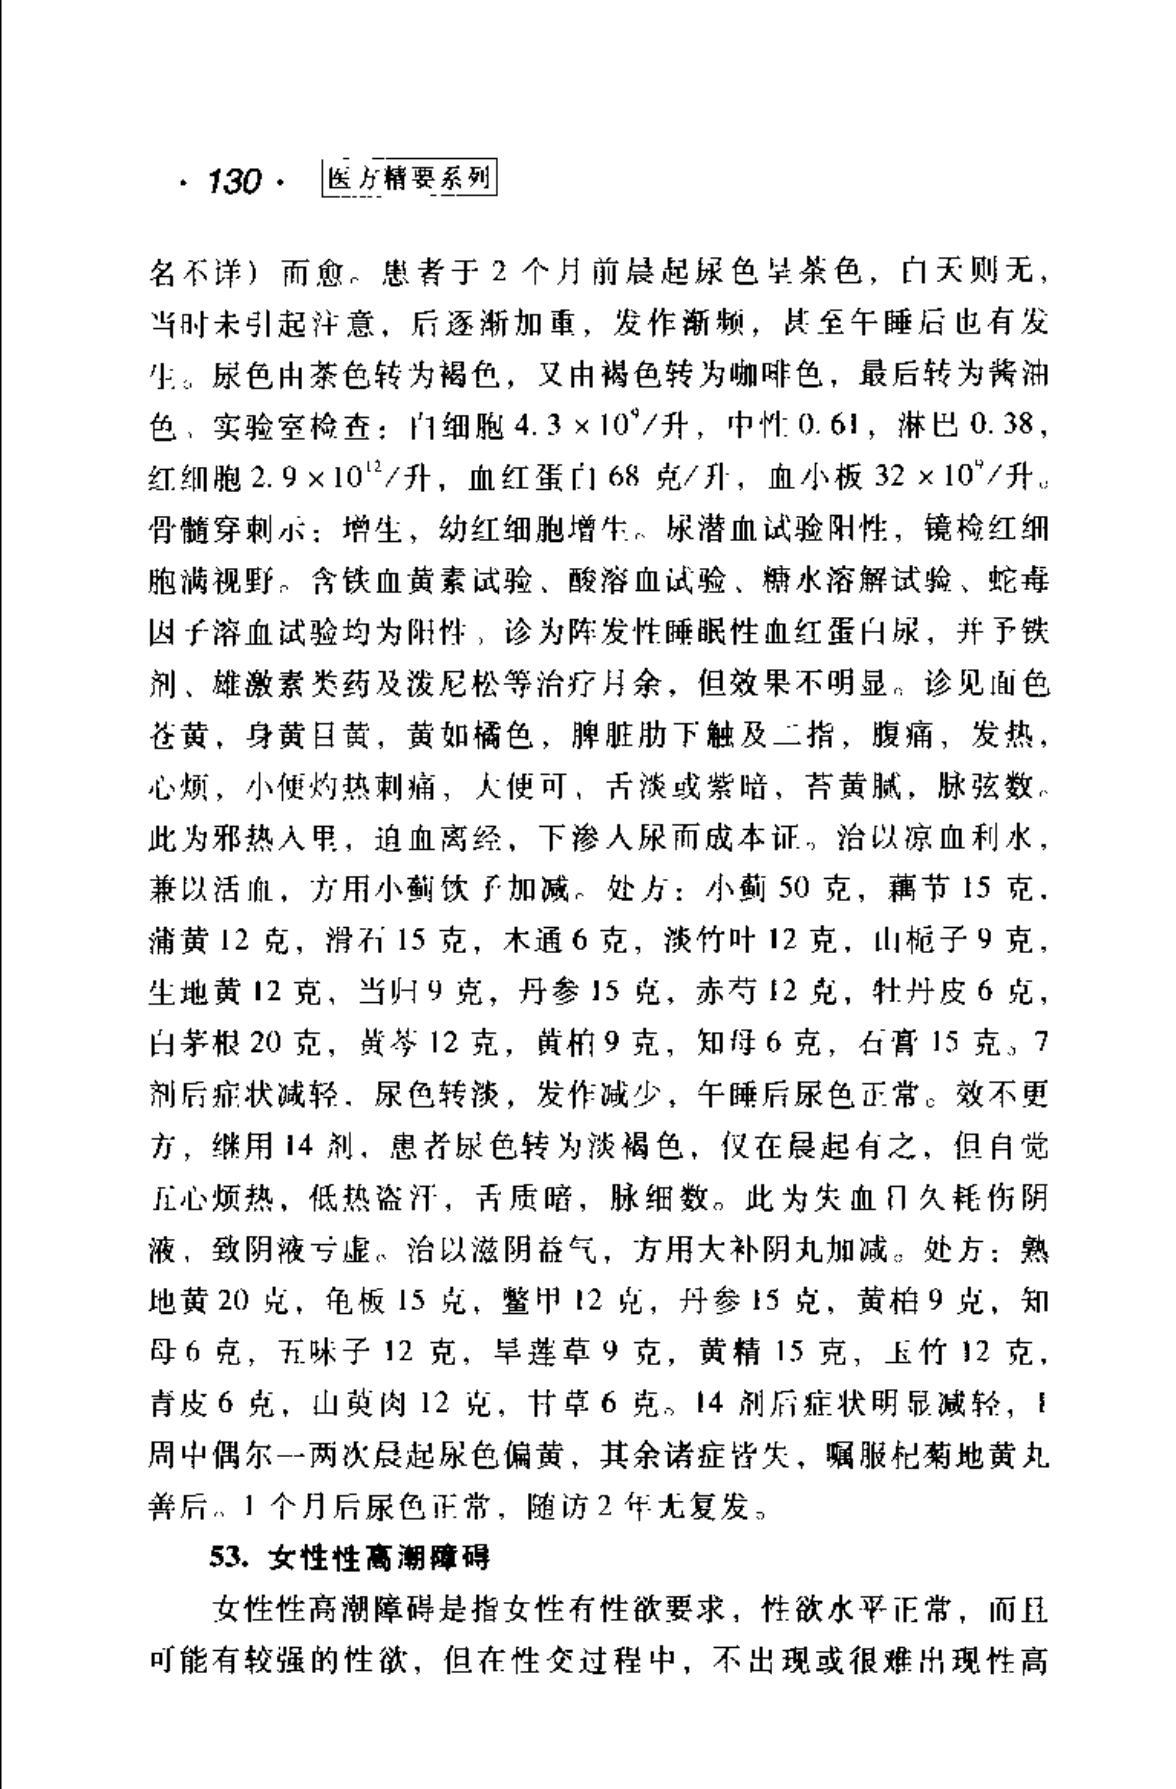 · 130 · 医方精要系列
名不详）而愈。患者于 2 个月前晨起尿色呈茶色，白天则无，
当时未引起注意，后逐渐加重，发作渐频，甚至午睡后也有发
生。尿色由茶色转为褐色，又由褐色转为咖啡色，最后转为酱油
色。实验室检查：白细胞 4.3×10⁹/升，中性 0.61，淋巴 0.38，
红细胞 2.9×10¹²/升，血红蛋白 68 克/升，血小板 32×10⁹/升。
骨髓穿刺示：增生，幼红细胞增生。尿潜血试验阳性，镜检红细
胞满视野。含铁血黄素试验、酸溶血试验、糖水溶解试验、蛇毒
因子溶血试验均为阳性。诊为阵发性睡眠性血红蛋白尿，并予铁
剂、雄激素类药及泼尼松等治疗月余，但效果不明显。诊见面色
苍黄，身黄目黄，黄如橘色，脾脏肋下触及二指，腹痛，发热，
心烦，小便灼热刺痛，大便可，舌淡或紫暗，苔黄腻，脉弦数。
此为邪热入里，迫血离经，下渗入尿而成本证。治以凉血利水，
兼以活血，方用小蓟饮子加减。处方：小蓟 50 克，藕节 15 克，
蒲黄 12 克，滑石 15 克，木通 6 克，淡竹叶 12 克，山栀子 9 克，
生地黄 12 克，当归 9 克，丹参 15 克，赤芍 12 克，牡丹皮 6 克，
白茅根 20 克，黄芩 12 克，黄柏 9 克，知母 6 克，石膏 15 克。7
剂后症状减轻，尿色转淡，发作减少，午睡后尿色正常。效不更
方，继用 14 剂，患者尿色转为淡褐色，仅在晨起有之，但自觉
五心烦热，低热盗汗，舌质暗，脉细数。此为失血日久耗伤阴
液，致阴液亏虚。治以滋阴益气，方用大补阴丸加减。处方：熟
地黄 20 克，龟板 15 克，鳖甲 12 克，丹参 15 克，黄柏 9 克，知
母 6 克，五味子 12 克，旱莲草 9 克，黄精 15 克，玉竹 12 克，
青皮 6 克，山萸肉 12 克，甘草 6 克。14 剂后症状明显减轻，1
周中偶尔一两次晨起尿色偏黄，其余诸症皆失，嘱服杞菊地黄丸
善后。1 个月后尿色正常，随访 2 年无复发。
53. 女性性高潮障碍
女性性高潮障碍是指女性有性欲要求，性欲水平正常，而且
可能有较强的性欲，但在性交过程中，不出现或很难出现性高